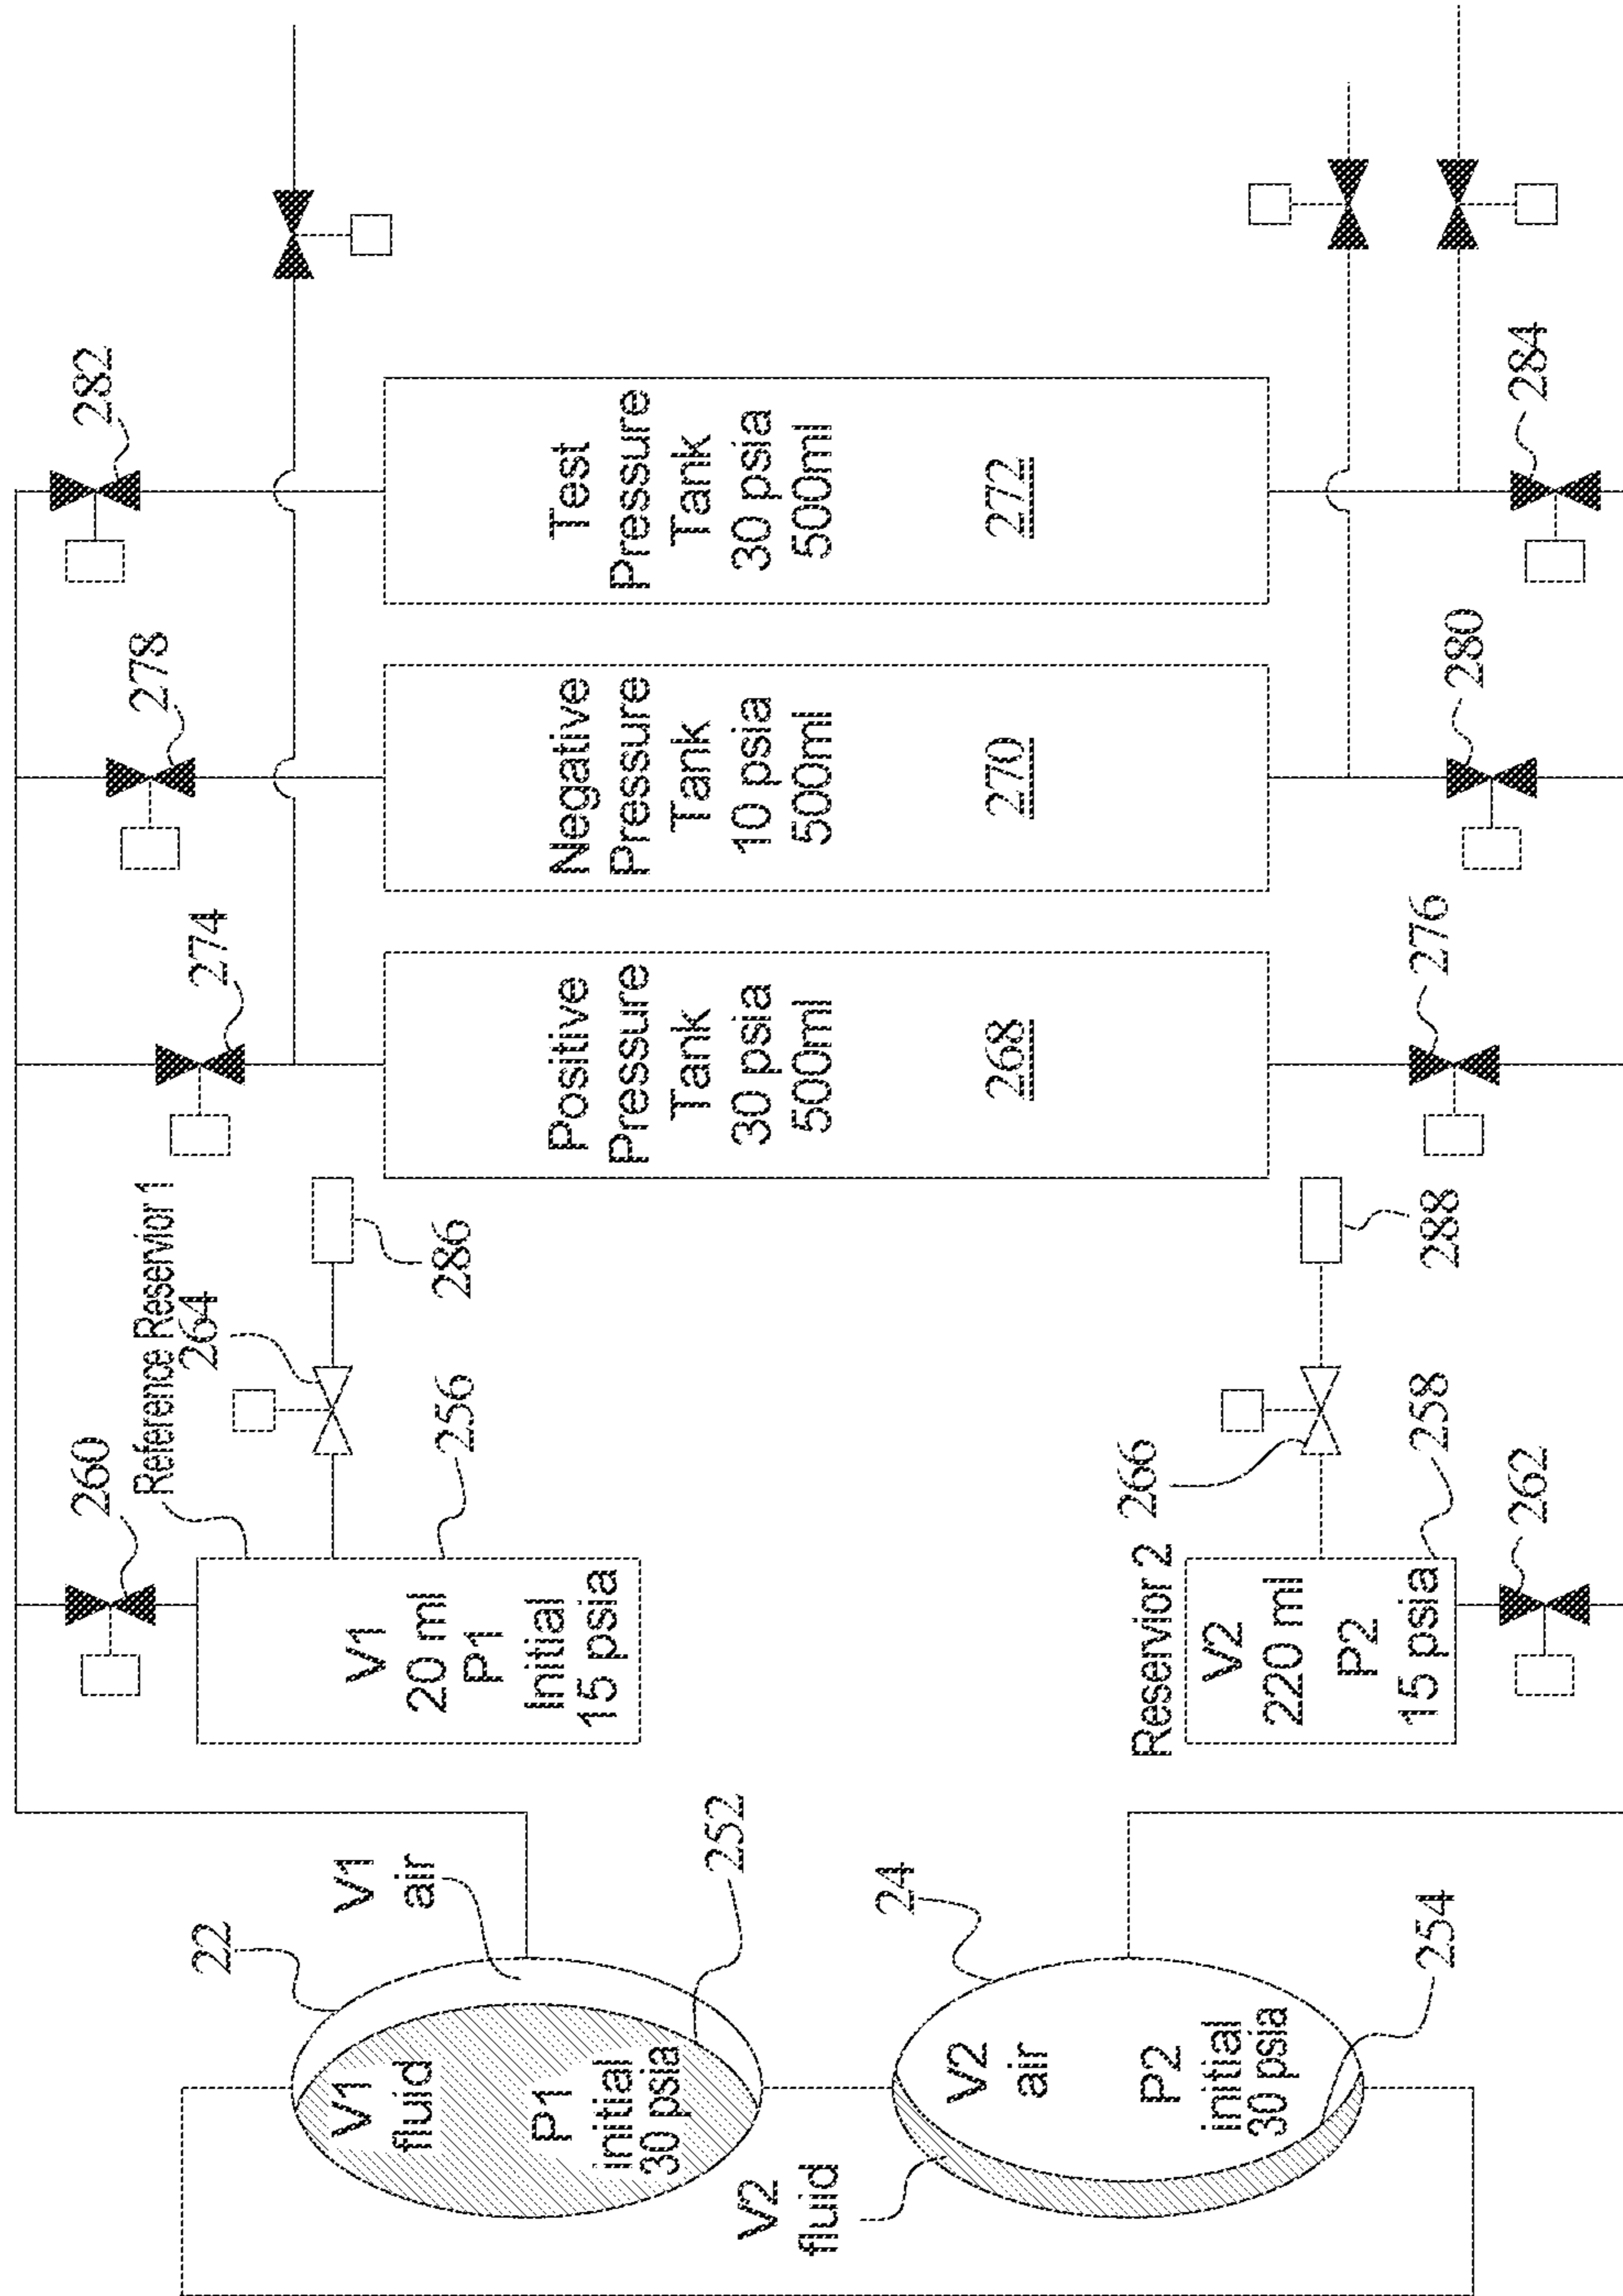 22
V1
air
V1
fluid
P1
initial
30 psia
252
V2
fluid
24
V2
air
P2
initial
30 psia
254
260
Reference Reservior 1
264
V1
20 ml
P1
Initial
15 psia
256
286
Reservior 2
266
V2
220 ml
P2
15 psia
258
262
288
274
Positive
Pressure
Tank
30 psia
500ml
268
276
278
Negative
Pressure
Tank
10 psia
500ml
270
280
282
Test
Pressure
Tank
30 psia
500ml
272
284